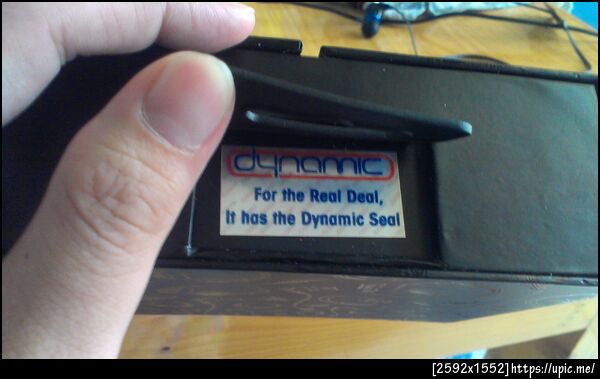 dynamic
For the Real Deal,
It has the Dynamic Seal
[2592x1552]https://upic.me/